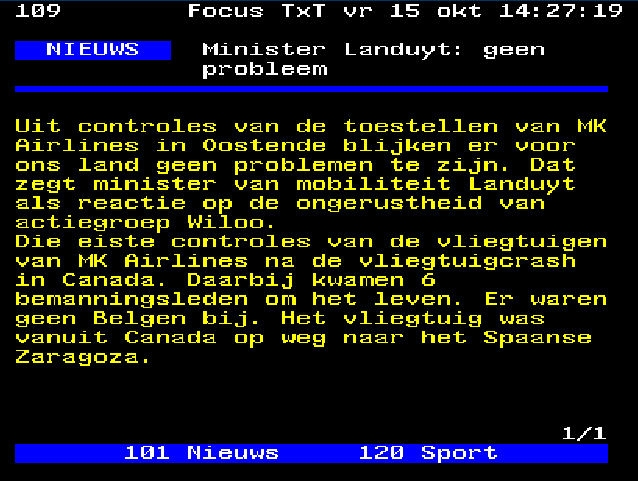 109 Focus TxT vr 15 okt 14:27:19
NIEUWS Minister Landuyt: geen
probleem
Uit controles van de toestellen van MK
Airlines in Oostende blijken er voor
ons land geen problemen te zijn. Dat
zegt minister van mobiliteit Landuyt
als reactie op de ongerustheid van
actiegroep Wiloo.
Die eiste controles van de vliegtuigen
van MK Airlines na de vliegtuigcrash
in Canada. Daarbij kwamen 6
bemanningsleden om het leven. Er waren
geen Belgen bij. Het vliegtuig was
vanuit Canada op weg naar het Spaanse
Zaragoza.
1/1
101 Nieuws 120 Sport